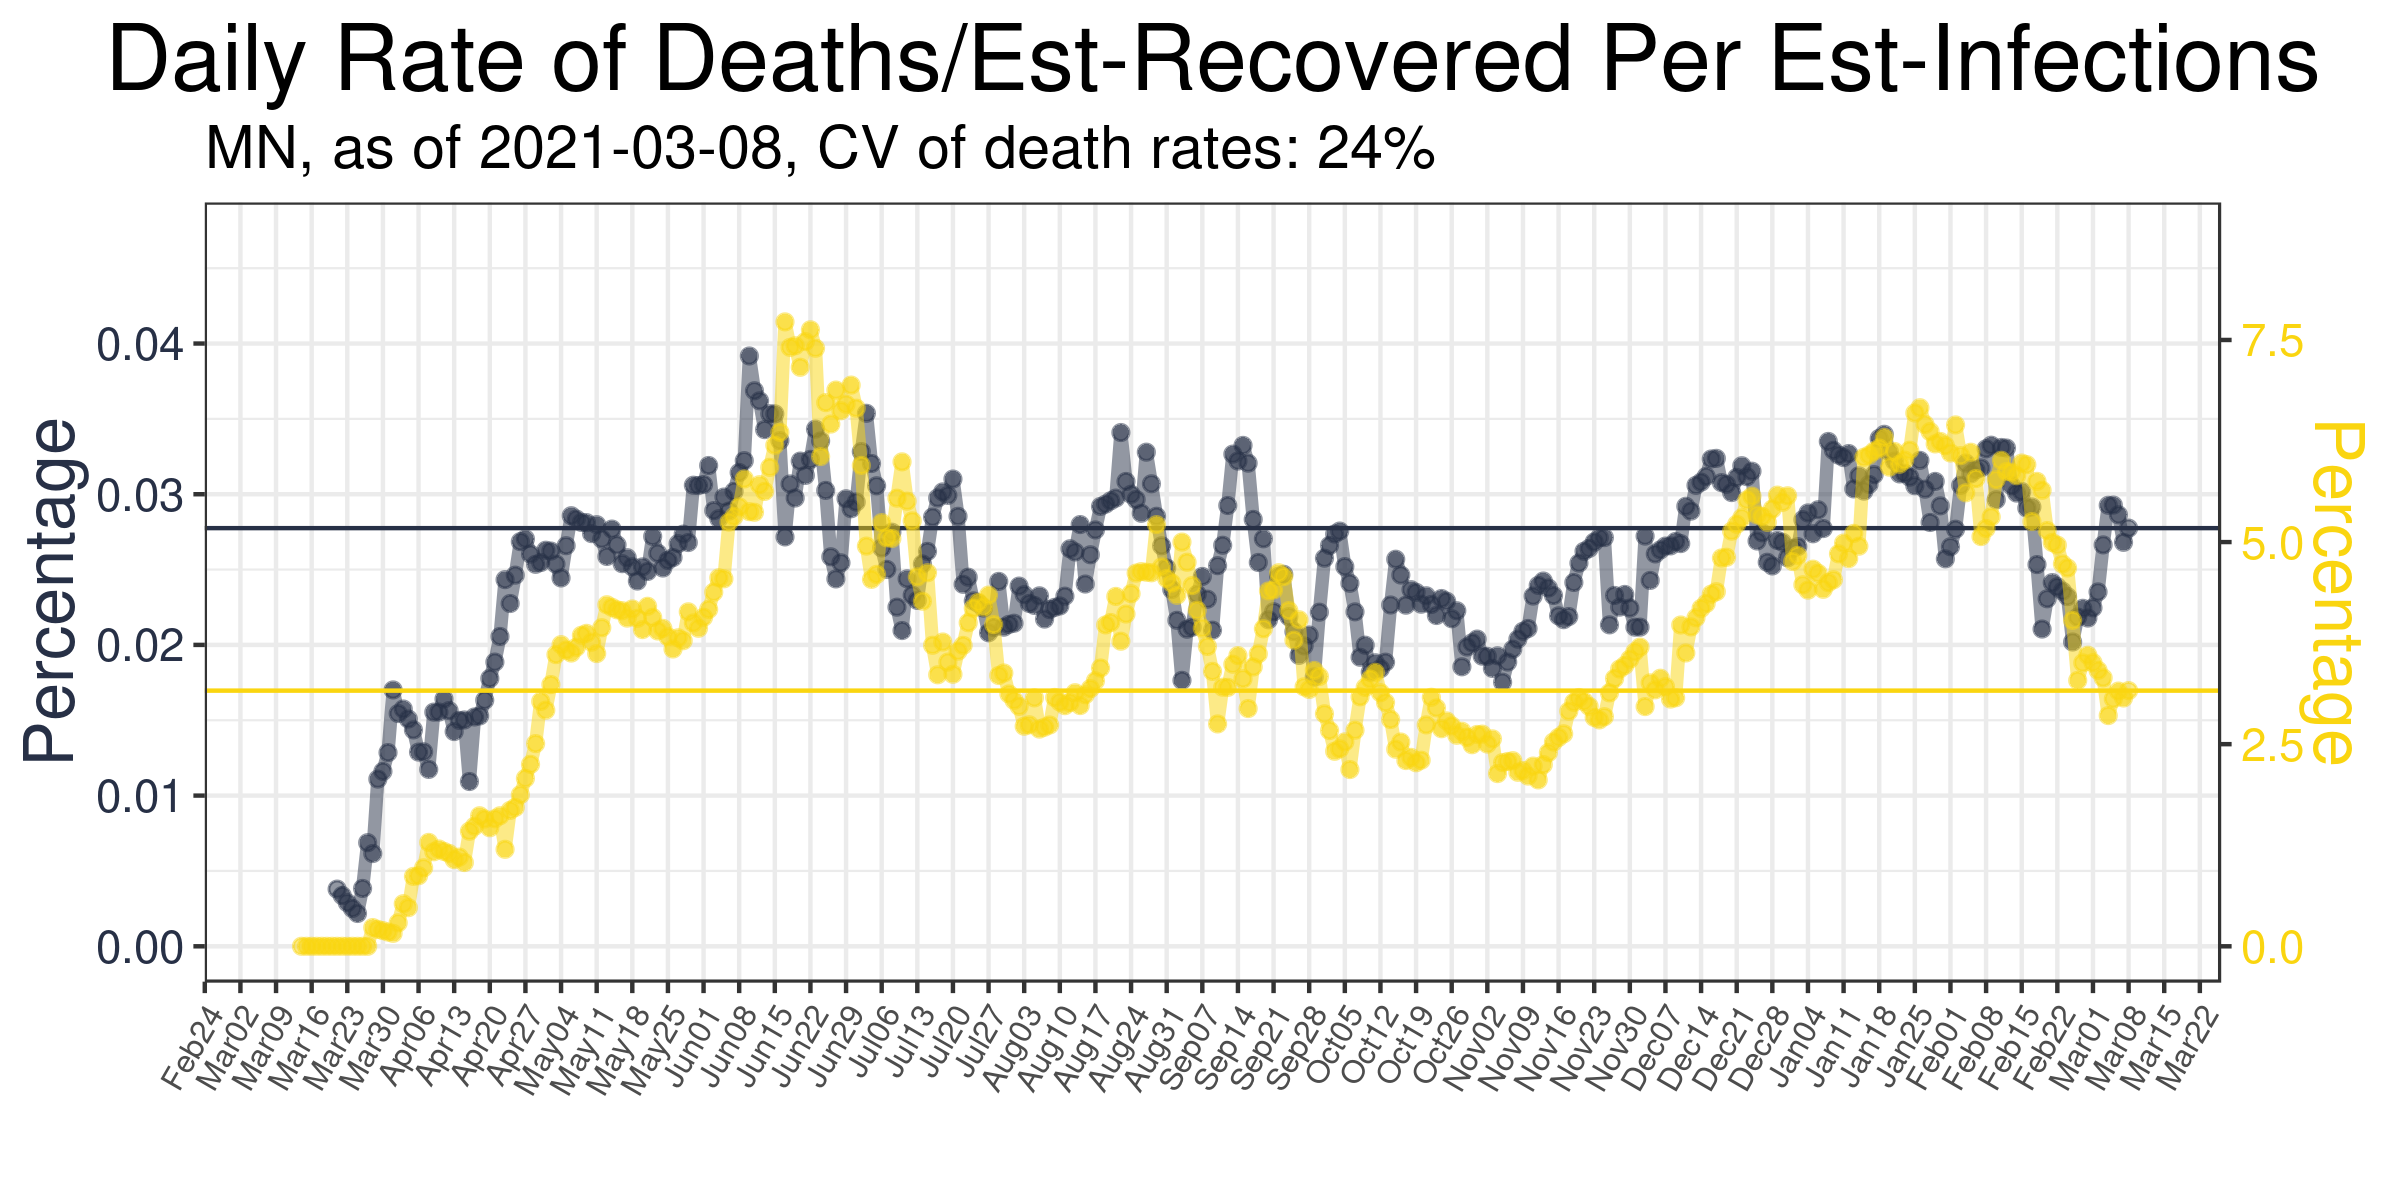 Daily Rate of Deaths/Est-Recovered Per Est-Infections
MN, as of 2021-03-08, CV of death rates: 24%
Percentage
0.04
0.03
0.02
0.01
0.00
7.5
5.0
2.5
0.0
Percentage
Feb24 Mar02 Mar09 Mar16 Mar23 Mar30 Apr06 Apr13 Apr20 Apr27 May04 May11 May18 May25 Jun01 Jun08 Jun15 Jun22 Jun29 Jul06 Jul13 Jul20 Jul27 Aug03 Aug10 Aug17 Aug24 Aug31 Sep07 Sep14 Sep21 Sep28 Oct05 Oct12 Oct19 Oct26 Nov02 Nov09 Nov16 Nov23 Nov30 Dec07 Dec14 Dec21 Dec28 Jan04 Jan11 Jan18 Jan25 Feb01 Feb08 Feb15 Feb22 Mar01 Mar08 Mar15 Mar22